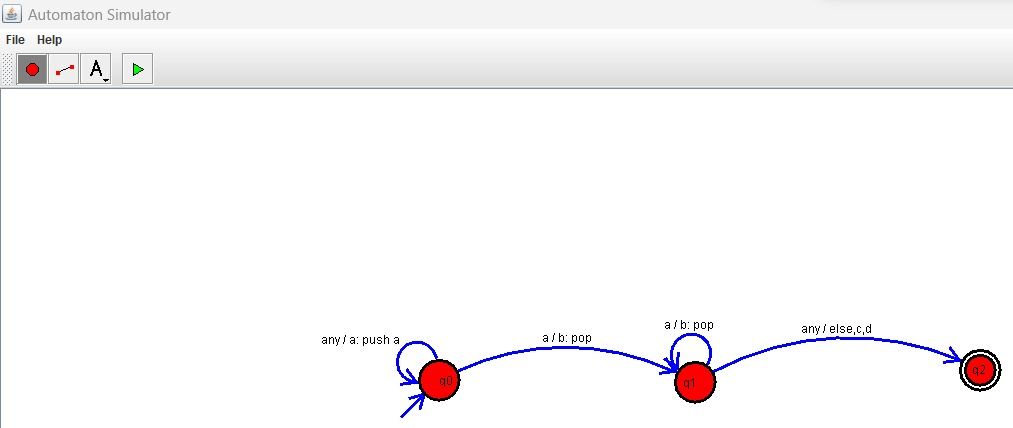 Automaton Simulator
File Help
A
a / b: pop
a / b: pop
any / else,c,d
any / a: push a
q0
q1
q2